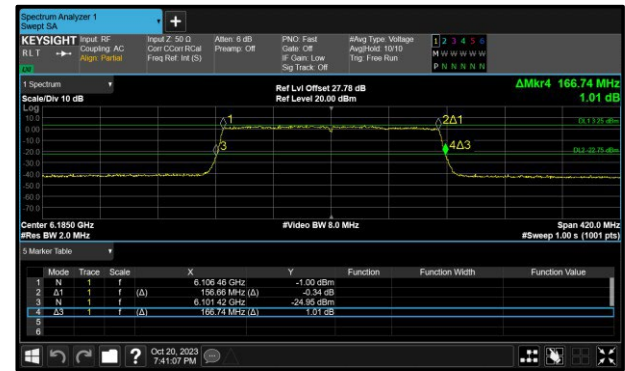 Spectrum Analyzer 1
Swept SA
+
KEYSIGHT Input: RF Input Z: 50 Ω Atten: 6 dB PNO: Fast #Avg Type: Voltage 1 2 3 4 5 6
RLT Coupling: AC Corr CCorr RCal Preamp: Off Gate: Off Avg|Hold: 10/10 M W W W W W
Align: Partial Freq Ref: Int (S) IF Gain: Low Trig: Free Run
Sig Track: Off P N N N N N
1 Spectrum Ref Lvl Offset 27.78 dB ΔMkr4 166.74 MHz
Scale/Div 10 dB Ref Level 20.00 dBm 1.01 dB
Log
10.0
0.00
-10.0
-20.0
-30.0
-40.0
-50.0
-60.0
-70.0
1
2Δ1
DL1 3.25 dBm
3
4Δ3
DL2 -22.75 dBm
Center 6.1850 GHz #Video BW 8.0 MHz Span 420.0 MHz
#Res BW 2.0 MHz #Sweep 1.00 s (1001 pts)
5 Marker Table
Mode Trace Scale X Y Function Function Width Function Value
1 N 1 f 6.106 46 GHz -1.00 dBm
2 Δ1 1 f (Δ) 156.66 MHz (Δ) -0.34 dB
3 N 1 f 6.101 42 GHz -24.95 dBm
4 Δ3 1 f (Δ) 166.74 MHz (Δ) 1.01 dB
5
6
? Oct 20, 2023
7:41:07 PM